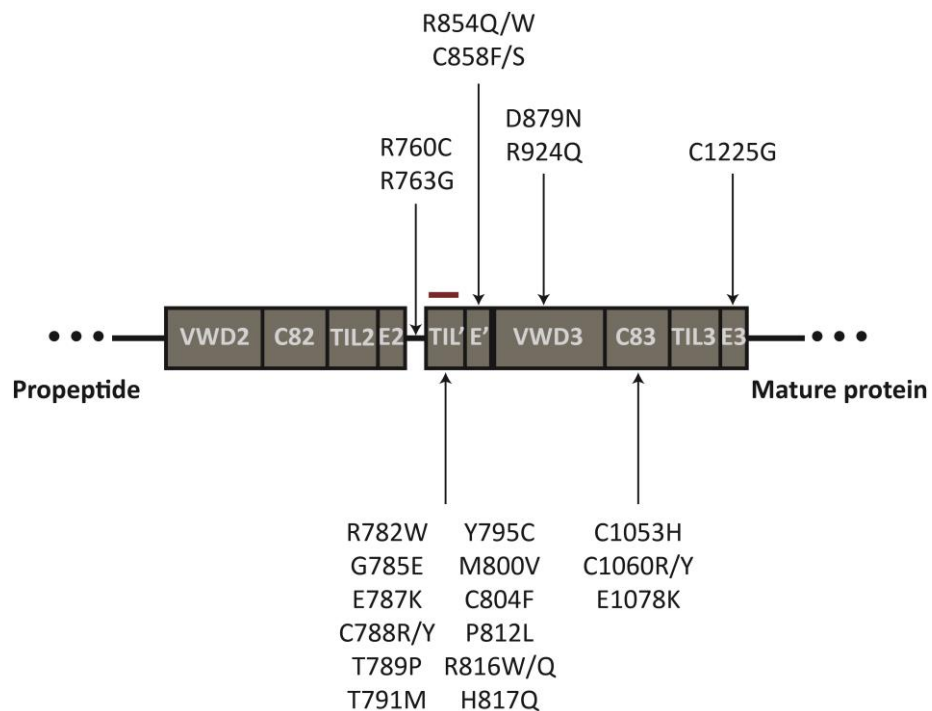 R854Q/W
C858F/S
D879N
R924Q
R760C
R763G
C1225G
VWD2 C82 TIL2 E2 TIL' E' VWD3 C83 TIL3 E3
Propeptide
Mature protein
R782W Y795C C1053H
G785E M800V C1060R/Y
E787K C804F E1078K
C788R/Y P812L
T789P R816W/Q
T791M H817Q